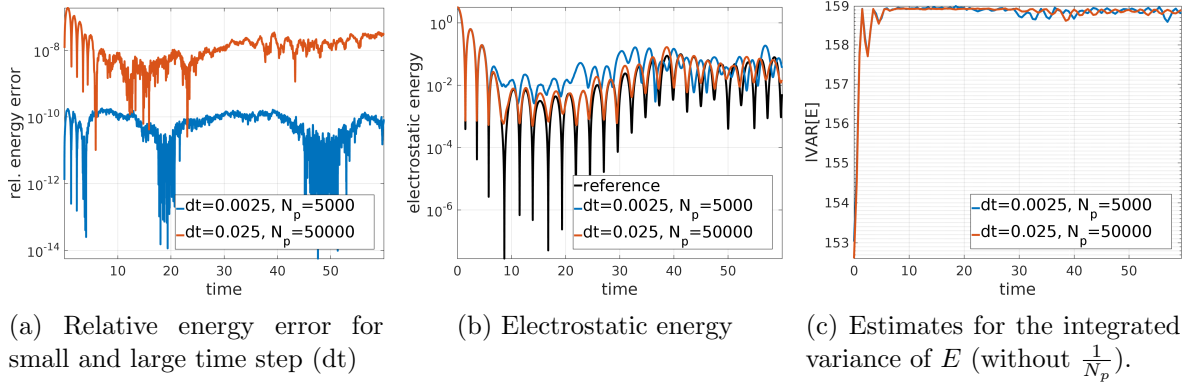 rel. energy error
10^-8
10^-10
10^-12
10^-14
10 20 30 40 50
time
dt=0.0025, N_p=5000
dt=0.025, N_p=50000
electrostatic energy
10^0
10^-2
10^-4
10^-6
0 10 20 30 40 50
time
reference
dt=0.0025, N_p=5000
dt=0.025, N_p=50000
IVAR[E]
159
158
157
156
155
154
153
0 10 20 30 40 50
time
dt=0.0025, N_p=5000
dt=0.025, N_p=50000
(a) Relative energy error for
small and large time step (dt)
(b) Electrostatic energy
(c) Estimates for the integrated
variance of E (without 1/N_p).